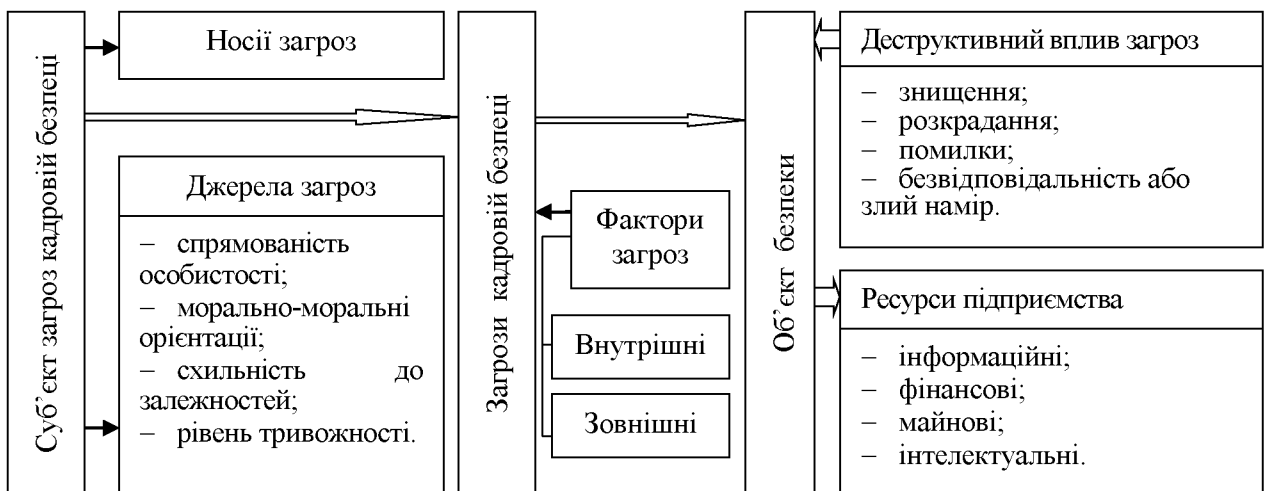 Суб’єкт загроз кадровій безпеці
Носії загроз
Джерела загроз
– спрямованість
особистості;
– морально-моральні
орієнтації;
– схильність до
залежностей;
– рівень тривожності.
Загрози кадровій безпеці
Фактори
загроз
Внутрішні
Зовнішні
Об’єкт безпеки
Деструктивний вплив загроз
– знищення;
– розкрадання;
– помилки;
– безвідповідальність або
злий намір.
Ресурси підприємства
– інформаційні;
– фінансові;
– майнові;
– інтелектуальні.